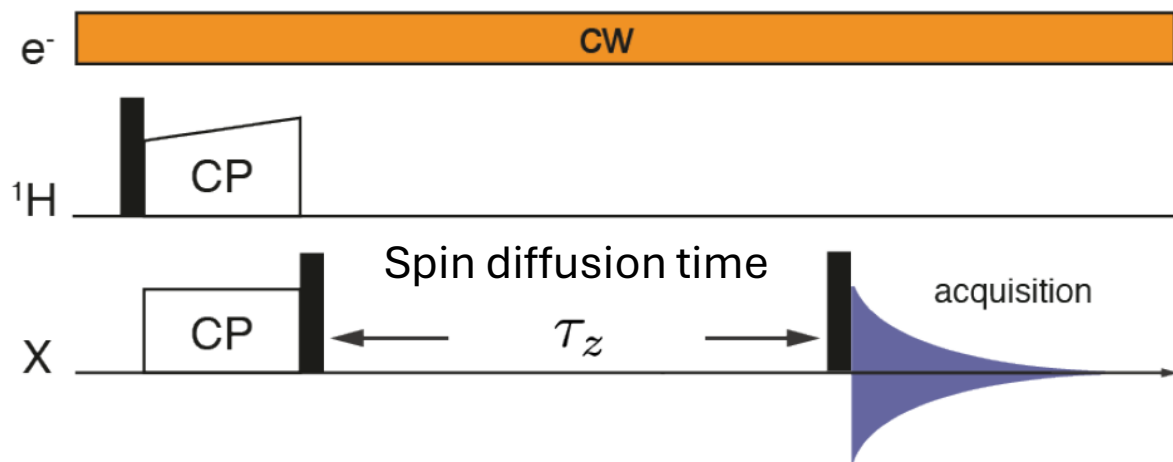 e⁻ CW
¹H CP
Spin diffusion time
acquisition
X CP τz